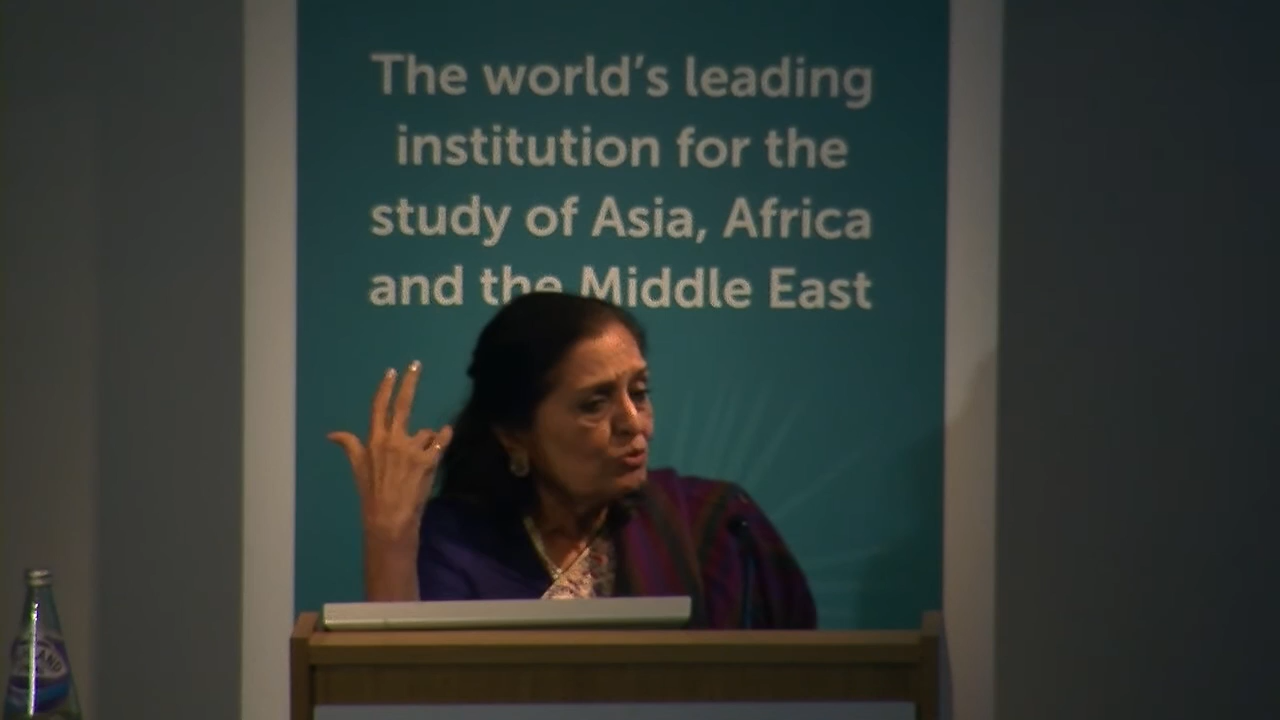 The world's leading
institution for the
study of Asia, Africa
and the Middle East